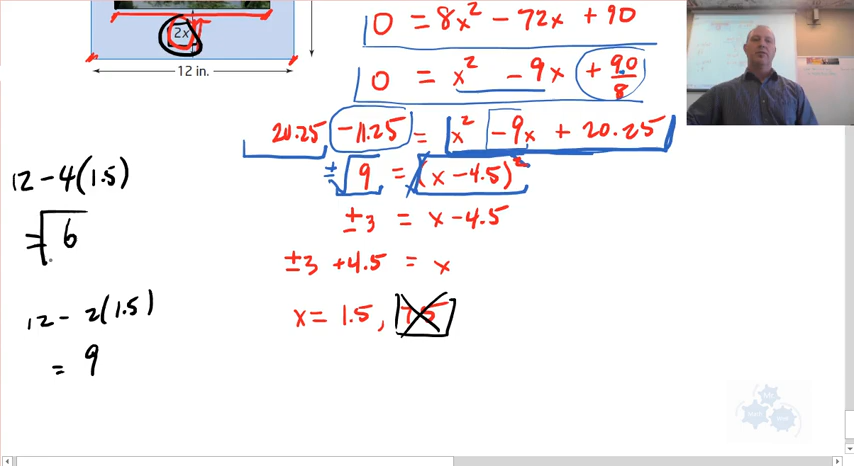 0 = 8x² − 72x + 90
2x
12 in.
0 = x² − 9x + 90/8
20.25 − 11.25 = x² − 9x + 20.25
±√9 = √(x − 4.5)²
±3 = x − 4.5
±3 + 4.5 = x
x = 1.5, 7.5
12 − 4(1.5)
= 6
12 − 2(1.5)
= 9